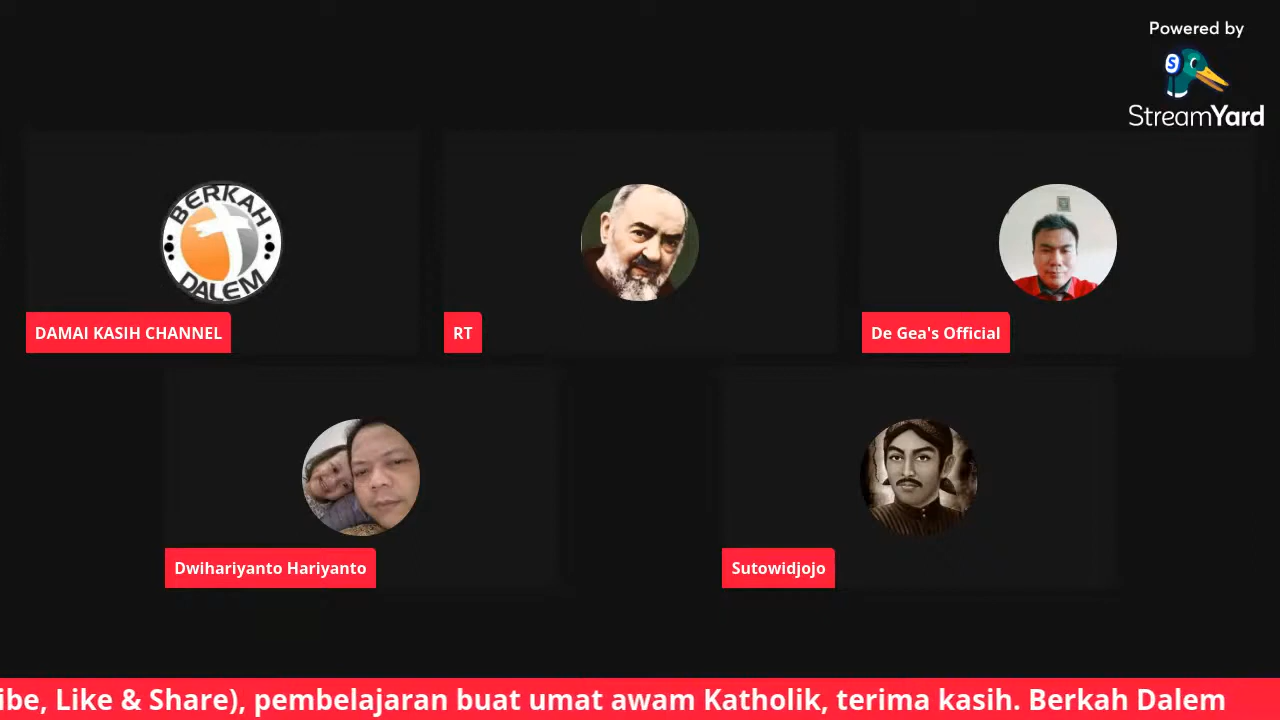 Powered by
S
StreamYard
BERKAH
DALEM
DAMAI KASIH CHANNEL
RT
De Gea's Official
Dwihariyanto Hariyanto
Sutowidjojo
ibe, Like & Share), pembelajaran buat umat awam Katholik, terima kasih. Berkah Dalem